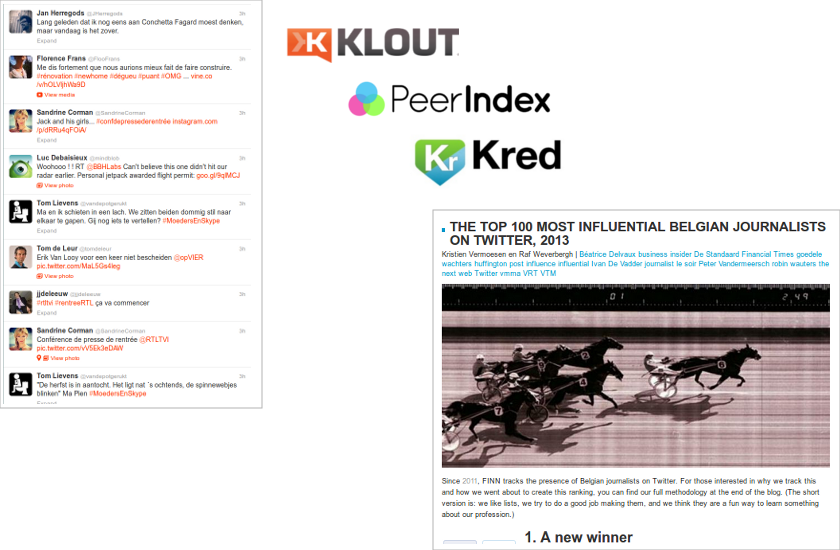 Jan Herregods
3h
Lang geleden dat ik nog eens aan Conchetta Fagard moest denken,
maar vandaag is het zover.
Expand
Florence Frans @FlooFrans
3h
Me dis fortement que nous aurions mieux fait de faire construire.
#rénovation #newhome #dégueu #puant #OMG ... vine.co
View media
Sandrine Corman @SandrineCorman
3h
Jack and his girls... #confdepressederentrée instagram.com
/p/dRRu4qFOiA/
Expand
Luc Debaisieux @mindblob
3h
Woohooo ! ! RT @BBHLabs Can't believe this one didn't hit our
radar earlier. Personal jetpack awarded flight permit: goo.gl/9qIMCJ
View photo
Tom Lievens @vandepotgerukt
3h
Ma en ik schieten in een lach. We zitten beiden dommig stil naar
elkaar te gapen. Gij nog iets te vertellen? #MoedersEnSkype
Expand
Tom de Leur @tomdeleur
3h
Erik Van Looy voor een keer niet bescheiden @opVIER
pic.twitter.com/MaL5Gs4Ieg
View photo
jjdeleeuw @jjdeleeuw
3h
#rtltvi #rentreeRTL ça va commencer
Expand
Sandrine Corman @SandrineCorman
3h
Conférence de presse de rentrée @RTLTVI
pic.twitter.com/vV5Ek3eDAW
View photo
Tom Lievens @vandepotgerukt
3h
"De herfst is in aantocht. Het ligt nat `s ochtends, de spinnewebjes
blinken" Ma Pien #MoedersEnSkype
Expand
KLOUT
PeerIndex
Kr Kred
THE TOP 100 MOST INFLUENTIAL BELGIAN JOURNALISTS
ON TWITTER, 2013
Kristien Vermoesen en Raf Weverbergh | Béatrice Delvaux business insider De Standaard Financial Times goedele
wachters huffington post influence influential Ivan De Vadder journalist le soir Peter Vandermeersch robin wauters the
next web Twitter vmma VRT VTM
01
2 49
Since 2011, FINN tracks the presence of Belgian journalists on Twitter. For those interested in why we track this
and how we went about to create this ranking, you can find our full methodology at the end of the blog. (The short
version is: we like lists, we try to do a good job making them, and we think they are a fun way to learn something
about our profession.)
1. A new winner